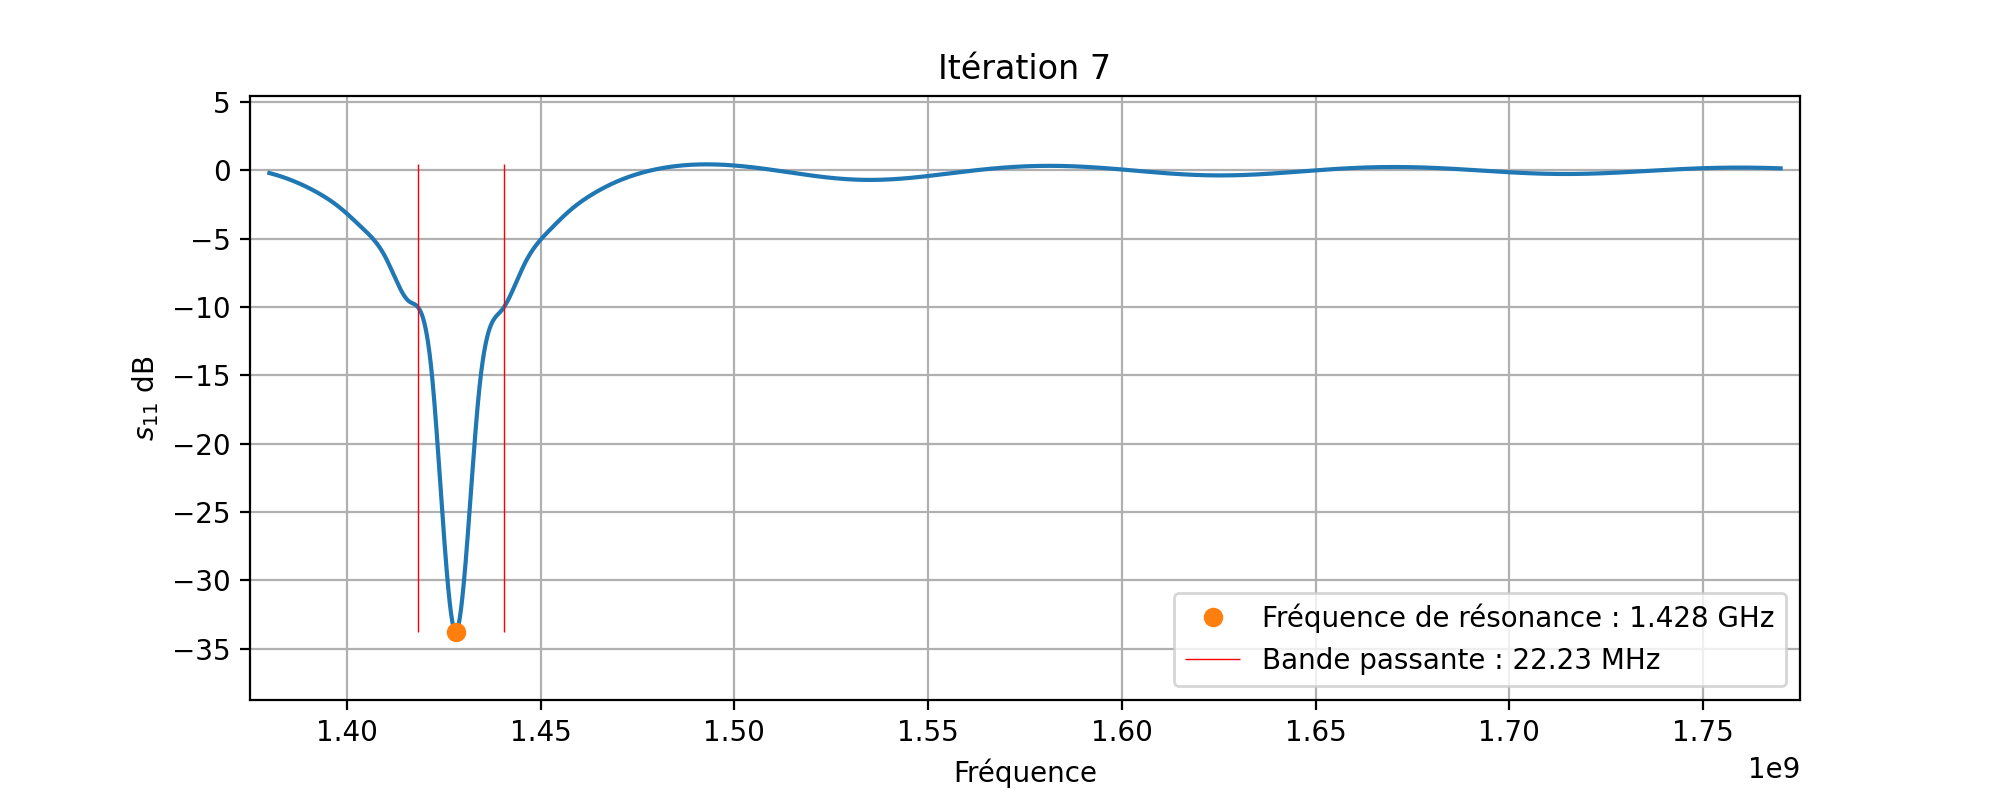 Itération 7
5
0
−5
−10
−15
−20
−25
−30
−35
s₁₁ dB
Fréquence de résonance : 1.428 GHz
Bande passante : 22.23 MHz
1.40 1.45 1.50 1.55 1.60 1.65 1.70 1.75
Fréquence
1e9